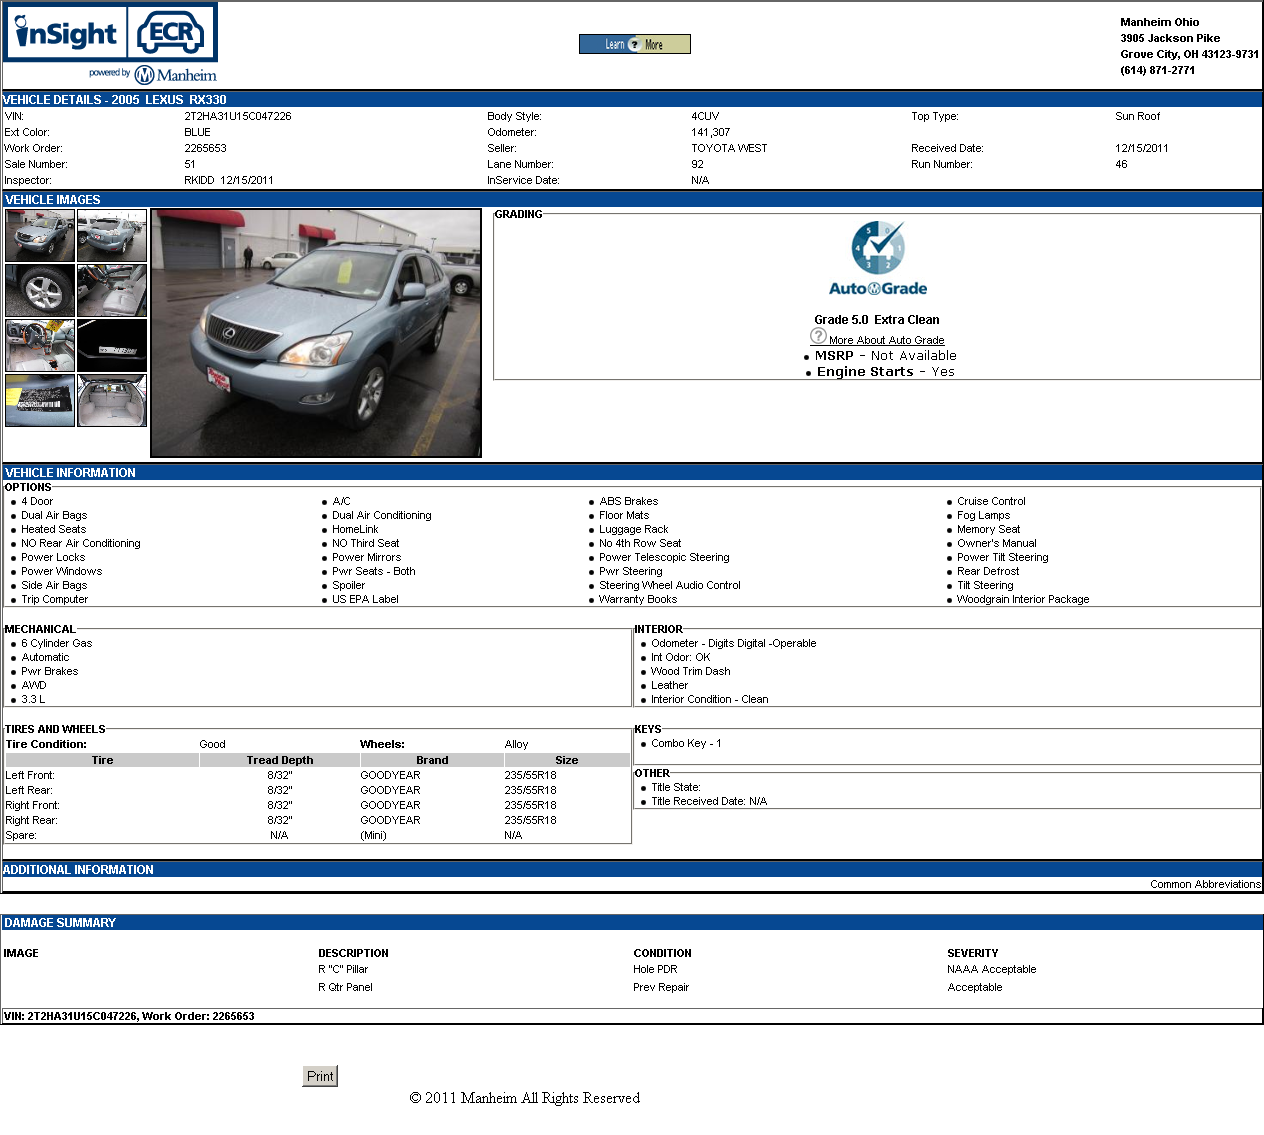 inSight ECR
powered by Manheim
Learn ? More
Manheim Ohio
3905 Jackson Pike
Grove City, OH 43123-9731
(614) 871-2771
VEHICLE DETAILS - 2005 LEXUS RX330
VIN: 2T2HA31U15C047226 Body Style: 4CUV Top Type: Sun Roof
Ext Color: BLUE Odometer: 141,307
Work Order: 2265653 Seller: TOYOTA WEST Received Date: 12/15/2011
Sale Number: 51 Lane Number: 92 Run Number: 46
Inspector: RKIDD 12/15/2011 InService Date: N/A
VEHICLE IMAGES
GRADING
5 0 4 1 3 2
AutoGrade
Grade 5.0 Extra Clean
? More About Auto Grade
MSRP - Not Available
Engine Starts - Yes
VEHICLE INFORMATION
OPTIONS
4 Door A/C ABS Brakes Cruise Control
Dual Air Bags Dual Air Conditioning Floor Mats Fog Lamps
Heated Seats HomeLink Luggage Rack Memory Seat
NO Rear Air Conditioning NO Third Seat No 4th Row Seat Owner's Manual
Power Locks Power Mirrors Power Telescopic Steering Power Tilt Steering
Power Windows Pwr Seats - Both Pwr Steering Rear Defrost
Side Air Bags Spoiler Steering Wheel Audio Control Tilt Steering
Trip Computer US EPA Label Warranty Books Woodgrain Interior Package
MECHANICAL
6 Cylinder Gas
Automatic
Pwr Brakes
AWD
3.3 L
INTERIOR
Odometer - Digits Digital -Operable
Int Odor: OK
Wood Trim Dash
Leather
Interior Condition - Clean
TIRES AND WHEELS
Tire Condition: Good Wheels: Alloy
Tire Tread Depth Brand Size
Left Front: 8/32" GOODYEAR 235/55R18
Left Rear: 8/32" GOODYEAR 235/55R18
Right Front: 8/32" GOODYEAR 235/55R18
Right Rear: 8/32" GOODYEAR 235/55R18
Spare: N/A (Mini) N/A
KEYS
Combo Key - 1
OTHER
Title State:
Title Received Date: N/A
ADDITIONAL INFORMATION
Common Abbreviations
DAMAGE SUMMARY
IMAGE DESCRIPTION CONDITION SEVERITY
R "C" Pillar Hole PDR NAAA Acceptable
R Qtr Panel Prev Repair Acceptable
VIN: 2T2HA31U15C047226, Work Order: 2265653
Print
© 2011 Manheim All Rights Reserved